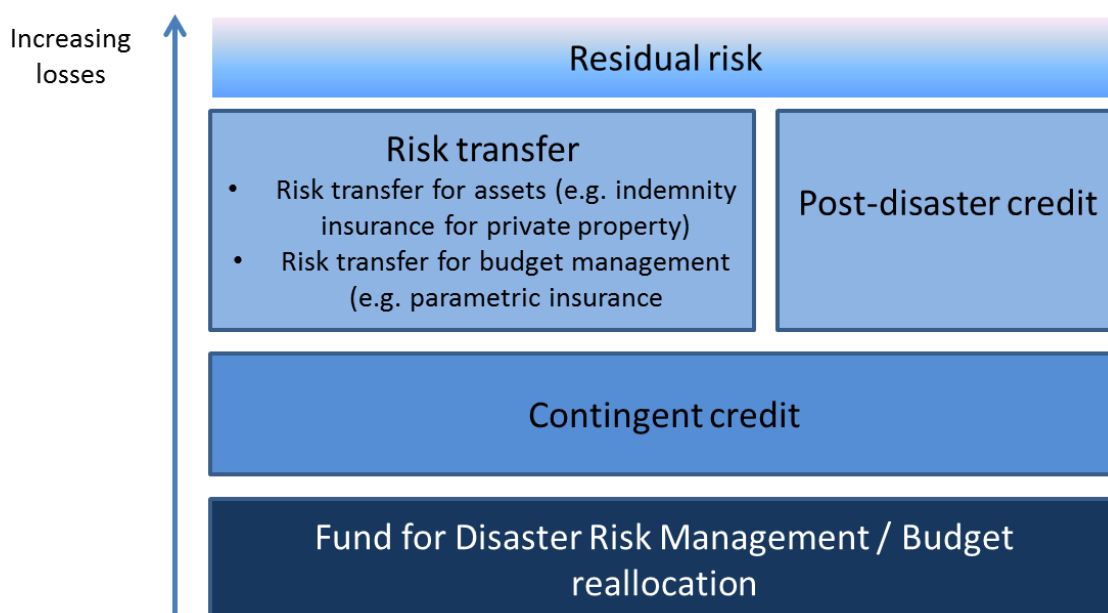 Increasing
losses
Residual risk
Risk transfer
• Risk transfer for assets (e.g. indemnity
insurance for private property)
• Risk transfer for budget management
(e.g. parametric insurance
Post-disaster credit
Contingent credit
Fund for Disaster Risk Management / Budget
reallocation